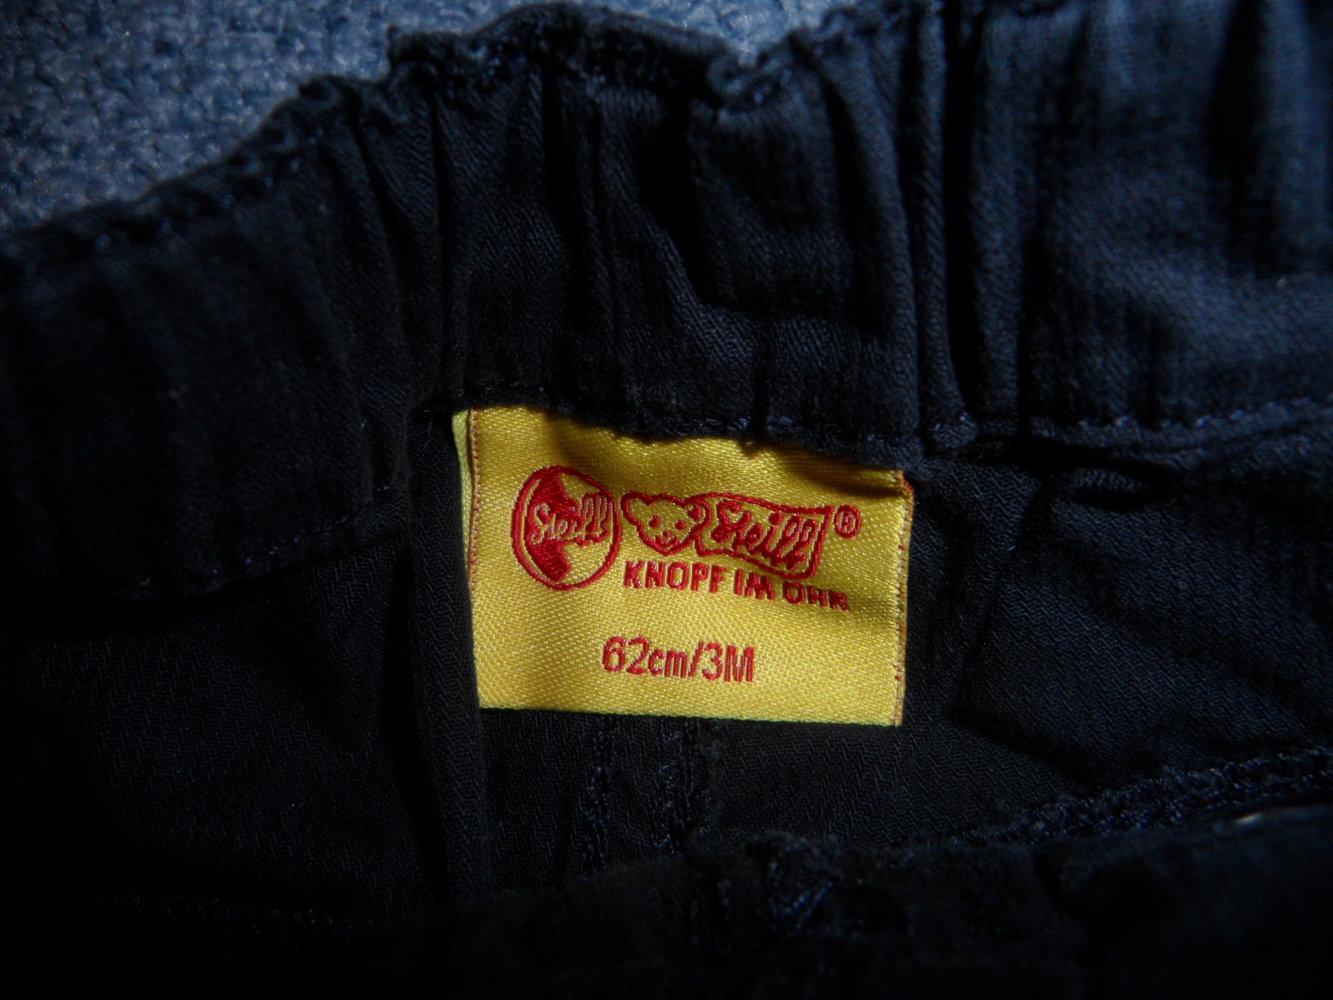 Steiff Steiff ®
KNOPF IM OHR
62cm/3M